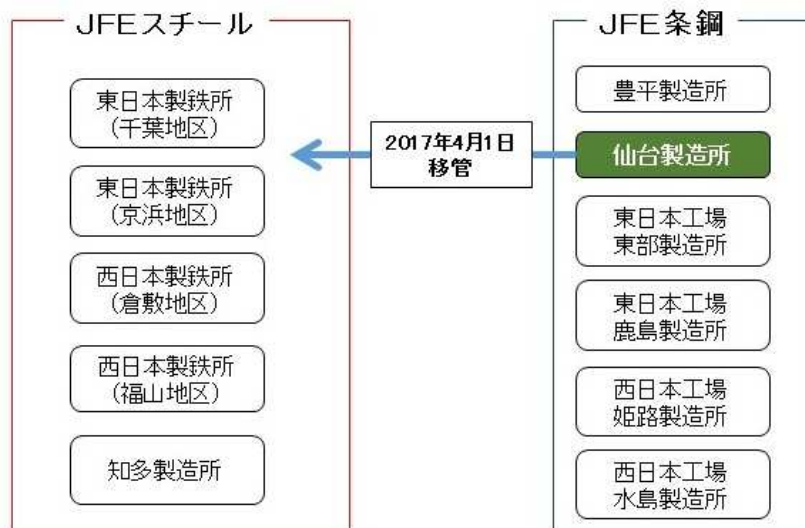 JFEスチール
東日本製鉄所
(千葉地区)
東日本製鉄所
(京浜地区)
西日本製鉄所
(倉敷地区)
西日本製鉄所
(福山地区)
知多製造所
2017年4月1日
移管
JFE条鋼
豊平製造所
仙台製造所
東日本工場
東部製造所
東日本工場
鹿島製造所
西日本工場
姫路製造所
西日本工場
水島製造所